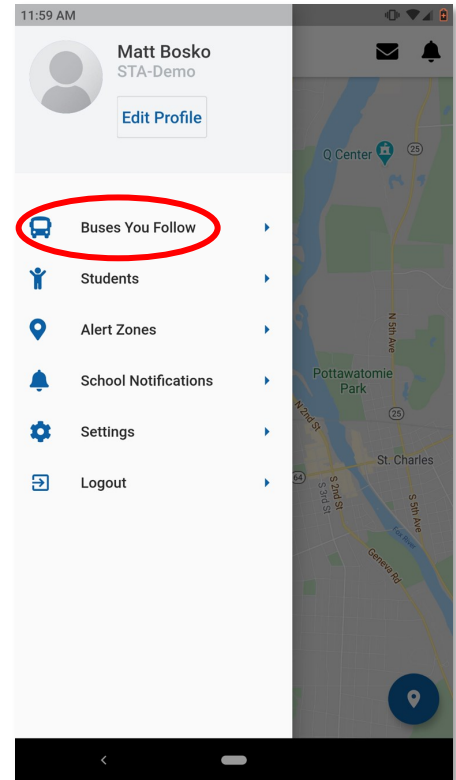 11:59 AM
Matt Bosko
STA-Demo
Edit Profile
Buses You Follow
Students
Alert Zones
School Notifications
Settings
Logout
Q Center
25
N 5th Ave
Pottawatomie
Park
N 2nd St
25
St. Charles
64
S 2nd St
S 3rd St
S 5th Ave
Fox River
Geneva Rd